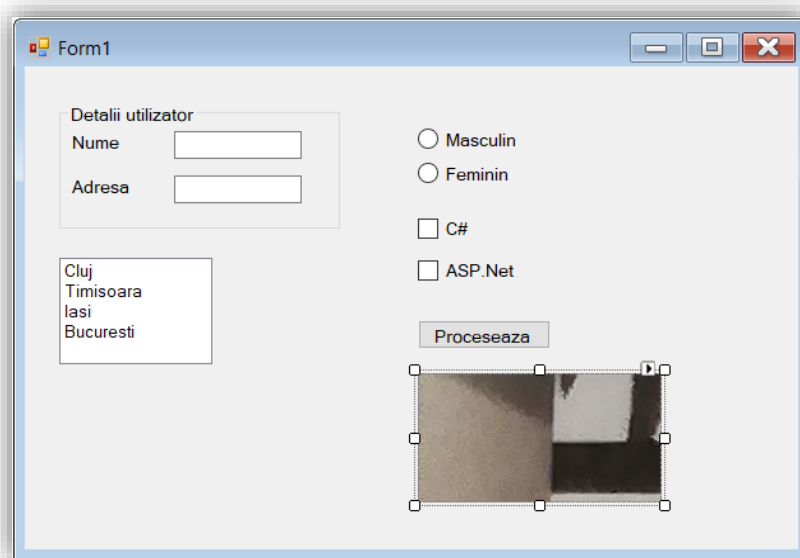 Form1
Detalii utilizator
Nume
Adresa
Masculin
Feminin
C#
ASP.Net
Cluj
Timisoara
Iasi
Bucuresti
Proceseaza